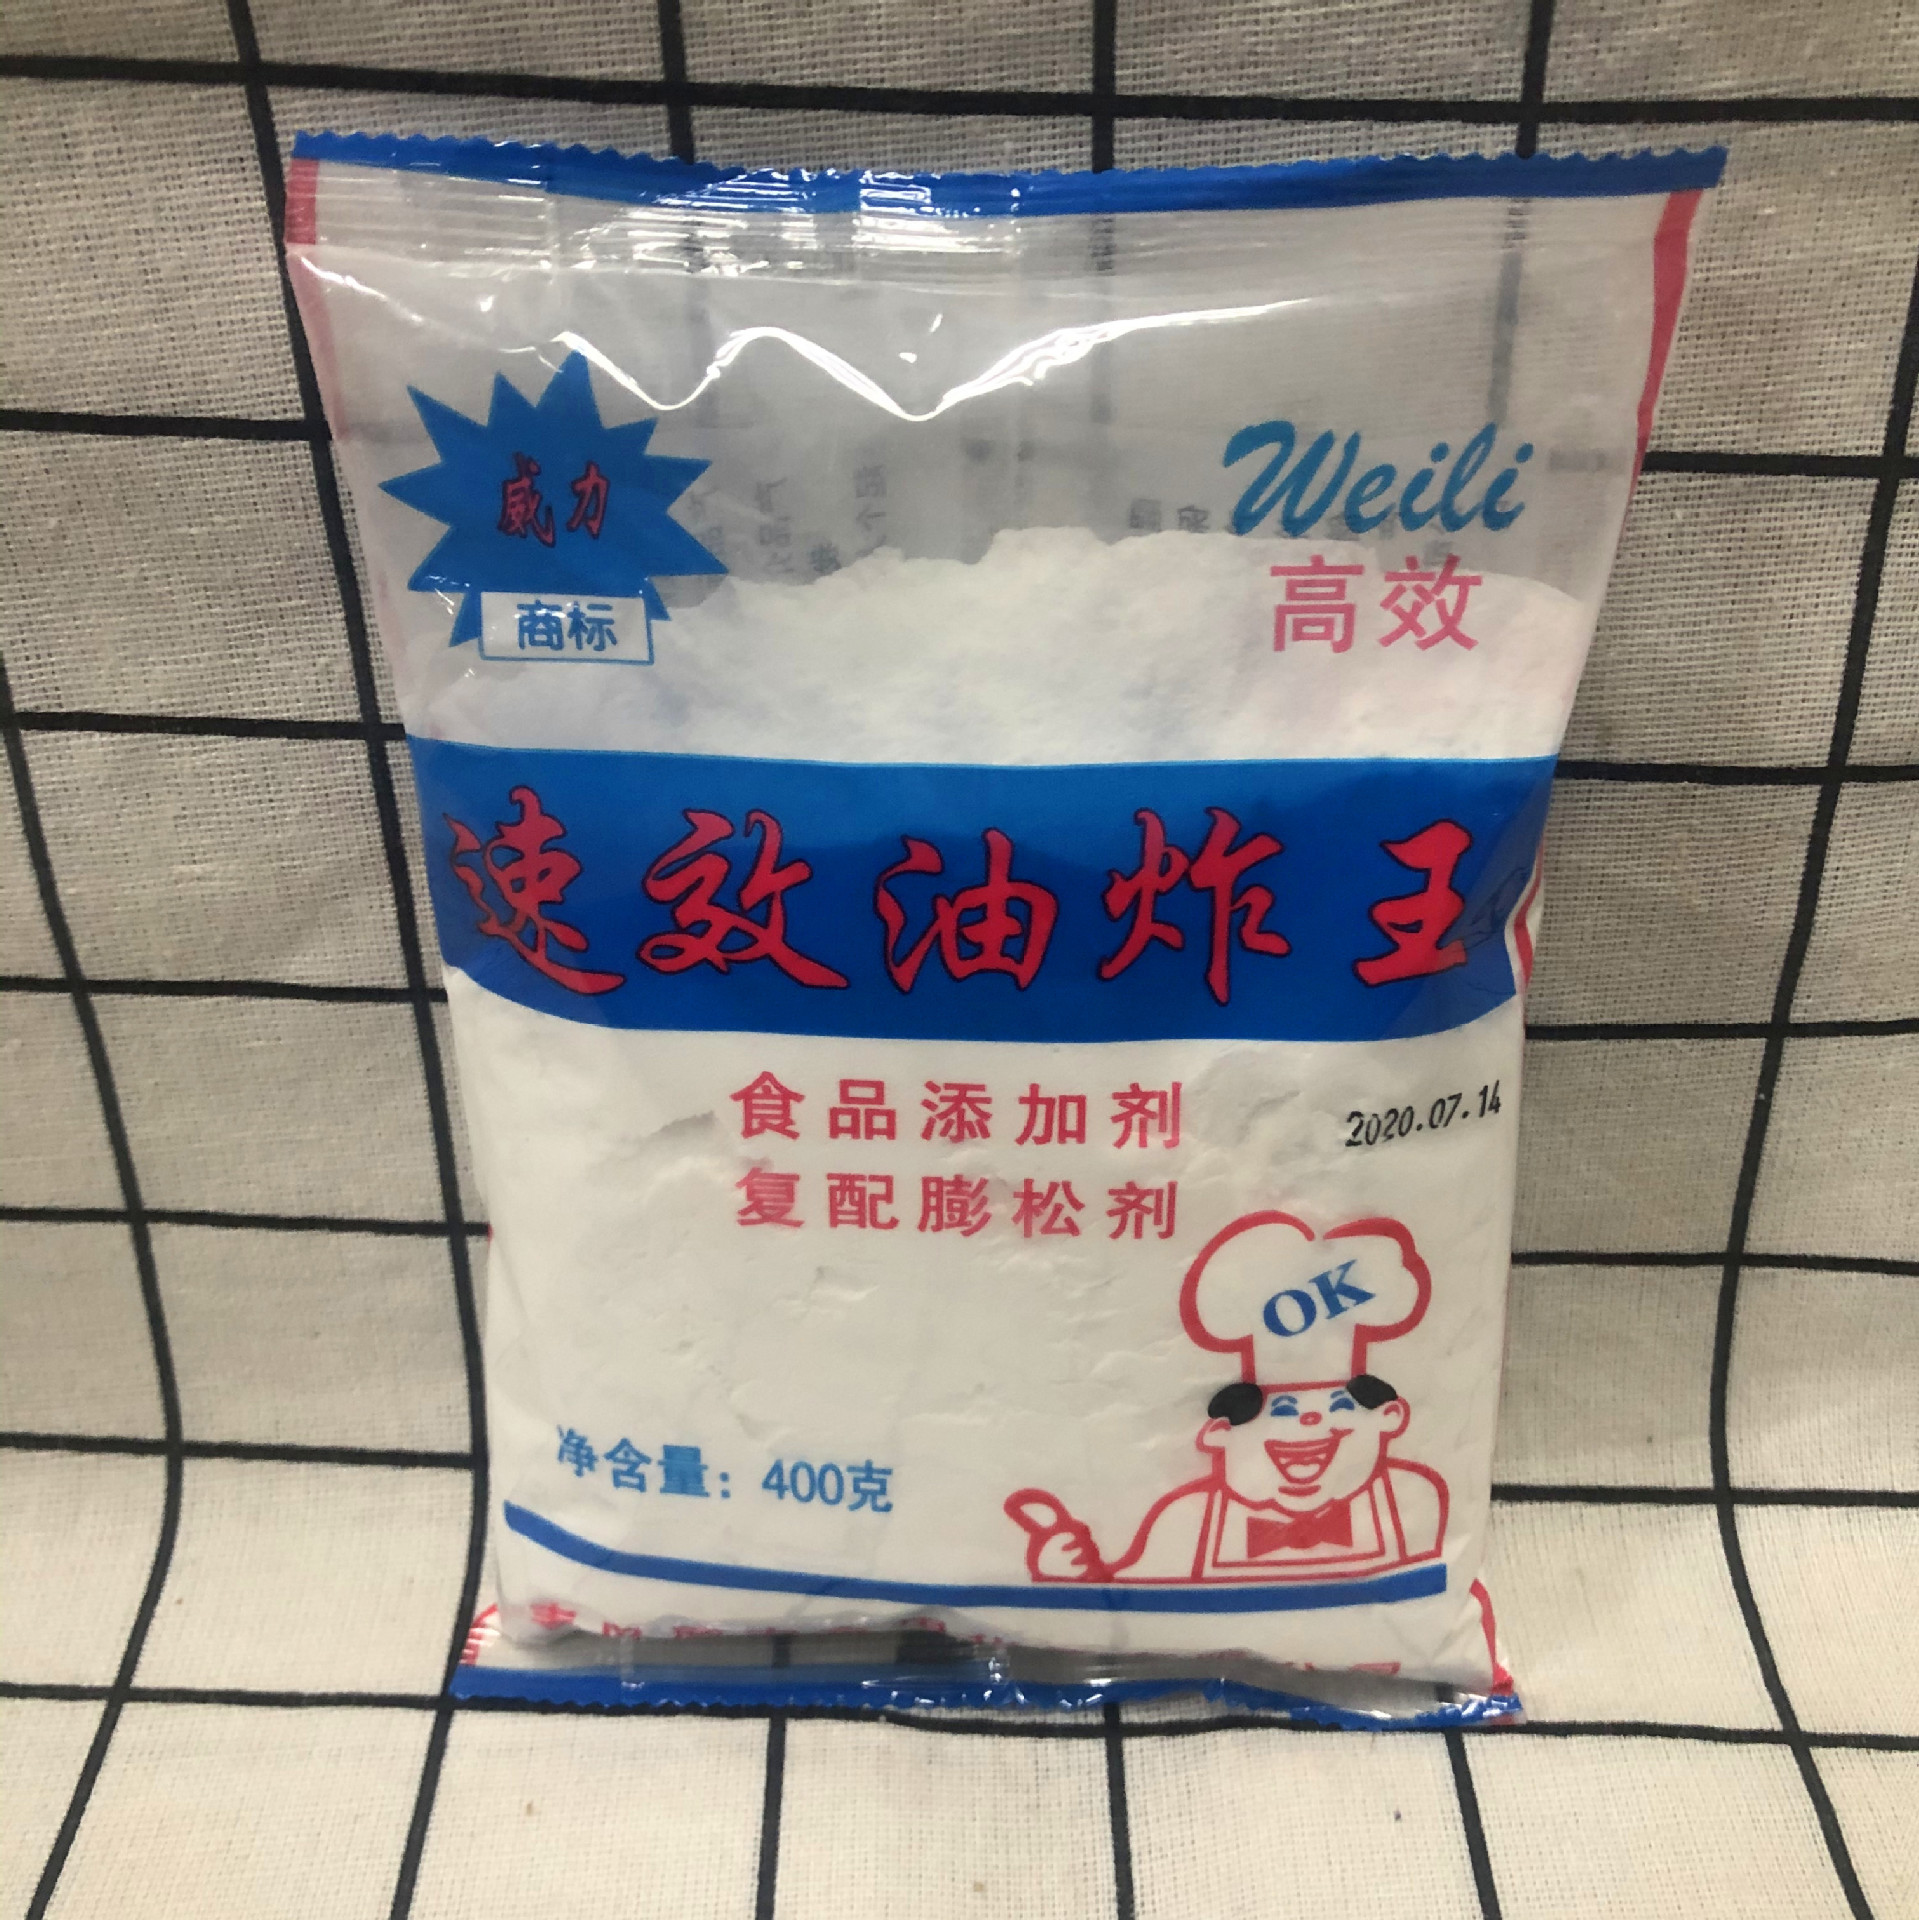 威力
商标
Weili
高效
速效油炸王
食品添加剂
复配膨松剂
2020.07.14
OK
净含量：400克